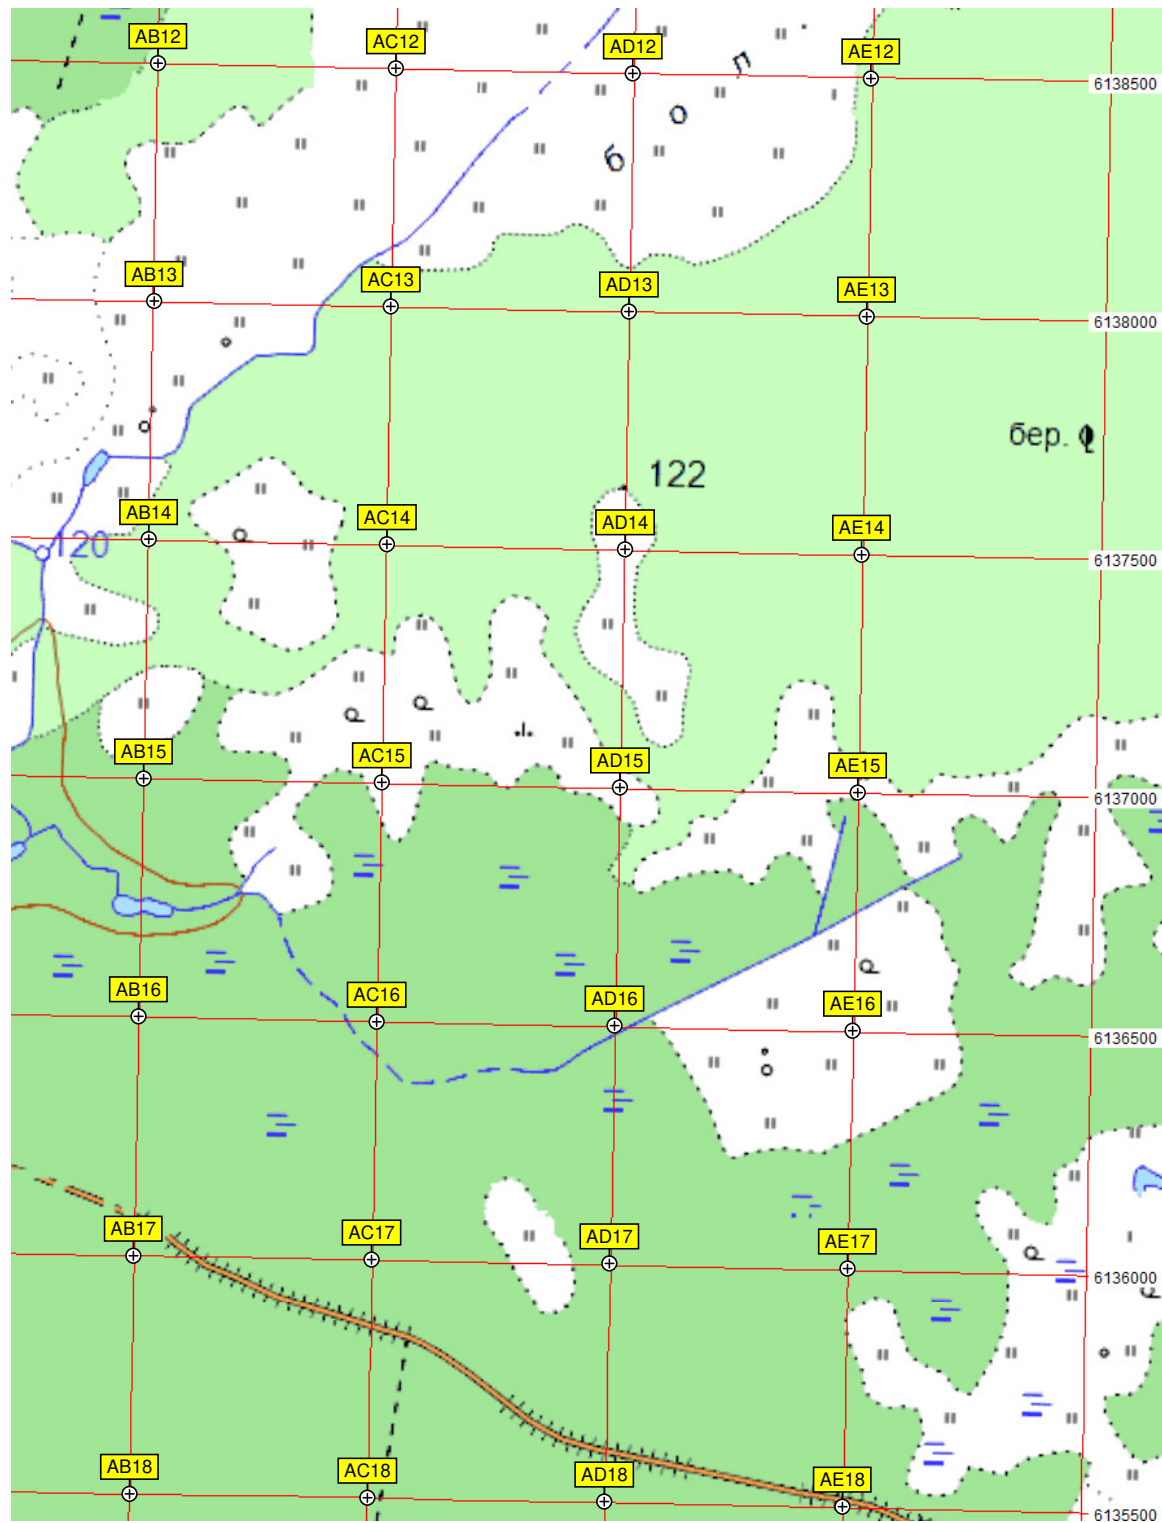 AB12
AC12
AD12
AE12
6138500
б о л
AB13
AC13
AD13
AE13
6138000
бер.
122
AB14
AC14
AD14
AE14
120
6137500
р
р
AB15
AC15
AD15
AE15
6137000
р
AB16
AC16
AD16
AE16
6136500
AB17
AC17
AD17
AE17
р
6136000
AB18
AC18
AD18
AE18
6135500